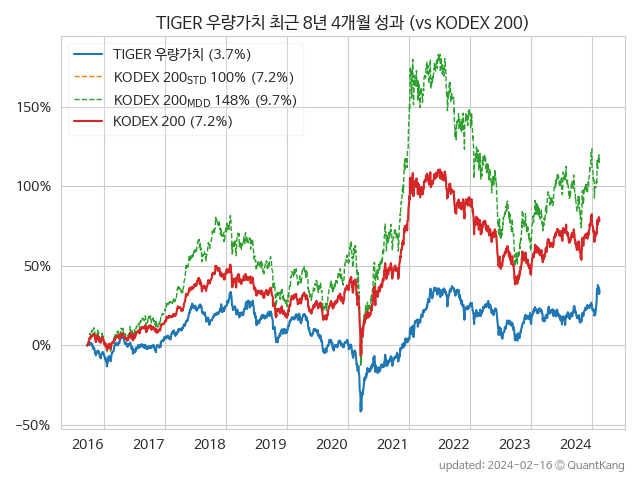 TIGER 우량가치 최근 8년 4개월 성과 (vs KODEX 200)
TIGER 우량가치 (3.7%)
KODEX 200STD 100% (7.2%)
KODEX 200MDD 148% (9.7%)
KODEX 200 (7.2%)
150%
100%
50%
0%
−50%
2016 2017 2018 2019 2020 2021 2022 2023 2024
updated: 2024-02-16 ⓒ QuantKang